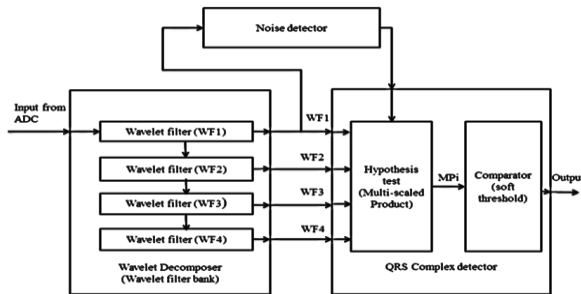 Noise detector
Input from
ADC
Wavelet filter (WF1)
Wavelet filter (WF2)
Wavelet filter (WF3)
Wavelet filter (WF4)
Wavelet Decomposer
(Wavelet filter bank)
WF1
WF2
WF3
WF4
Hypothesis
test
(Multi-scaled
Product)
MPi
Comparator
(soft
threshold)
Output
QRS Complex detector